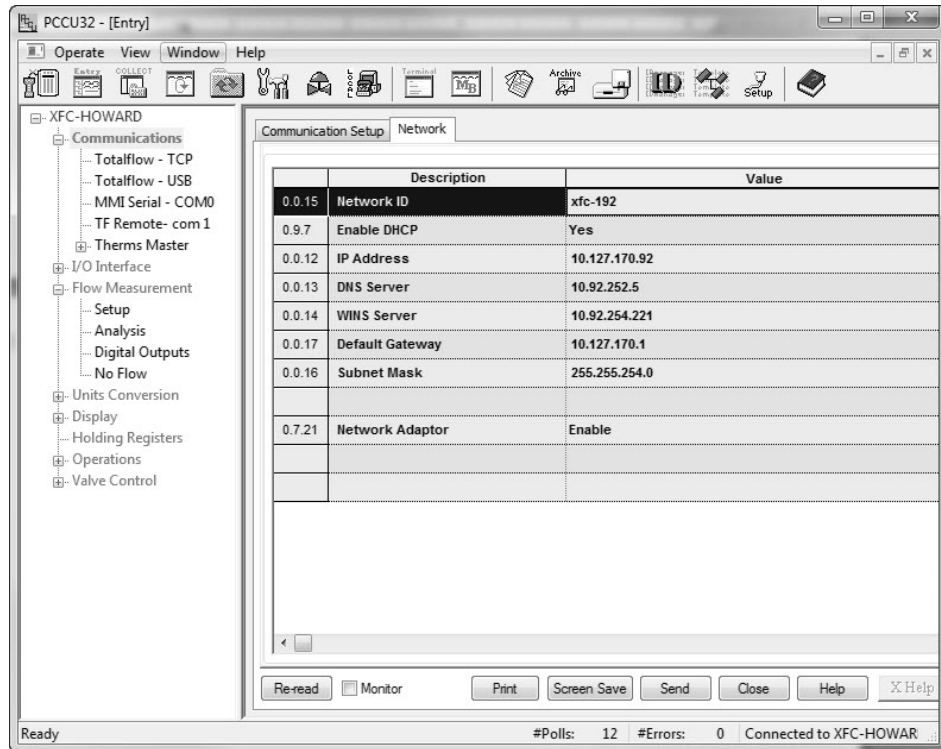 PCCU32 - [Entry]
Operate View Window Help
Entry COLLECT LOCAL Terminal MB Archive Setup
XFC-HOWARD
Communications
Totalflow - TCP
Totalflow - USB
MMI Serial - COM0
TF Remote- com 1
Therms Master
I/O Interface
Flow Measurement
Setup
Analysis
Digital Outputs
No Flow
Units Conversion
Display
Holding Registers
Operations
Valve Control
Communication Setup Network
Description Value
0.0.15 Network ID xfc-192
0.9.7 Enable DHCP Yes
0.0.12 IP Address 10.127.170.92
0.0.13 DNS Server 10.92.252.5
0.0.14 WINS Server 10.92.254.221
0.0.17 Default Gateway 10.127.170.1
0.0.16 Subnet Mask 255.255.254.0
0.7.21 Network Adaptor Enable
Re-read Monitor Print Screen Save Send Close Help X Help
Ready #Polls: 12 #Errors: 0 Connected to XFC-HOWAR